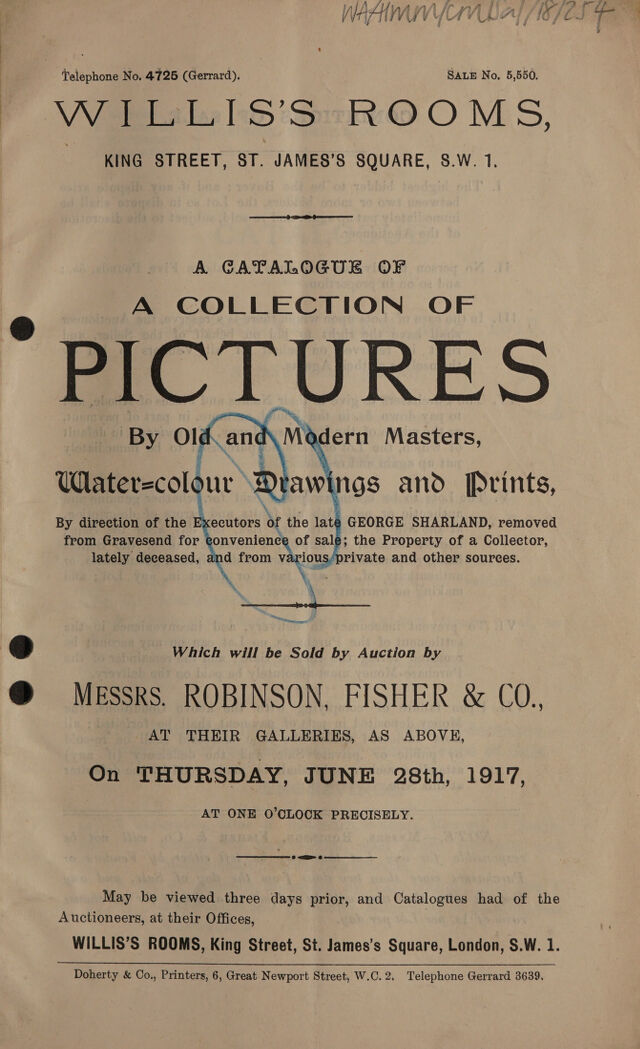 Telephone No. 4725 (Gerrard). SALE No. 5,550.
WILLIS'S ROOMS,
KING STREET, ST. JAMES'S SQUARE, S.W. 1.
A CATALOGUE OF
A COLLECTION OF
PICTURES
By Old and Modern Masters,
Water-colour Drawings and Prints,
By direction of the Executors of the late GEORGE SHARLAND, removed
from Gravesend for convenience of sale; the Property of a Collector,
lately deceased, and from various private and other sources.
Which will be Sold by Auction by
MESSRS. ROBINSON, FISHER & CO.,
AT THEIR GALLERIES, AS ABOVE,
On THURSDAY, JUNE 28th, 1917,
AT ONE O'CLOCK PRECISELY.
May be viewed three days prior, and Catalogues had of the
Auctioneers, at their Offices,
WILLIS'S ROOMS, King Street, St. James's Square, London, S.W. 1.
Doherty & Co., Printers, 6, Great Newport Street, W.C. 2. Telephone Gerrard 3639.